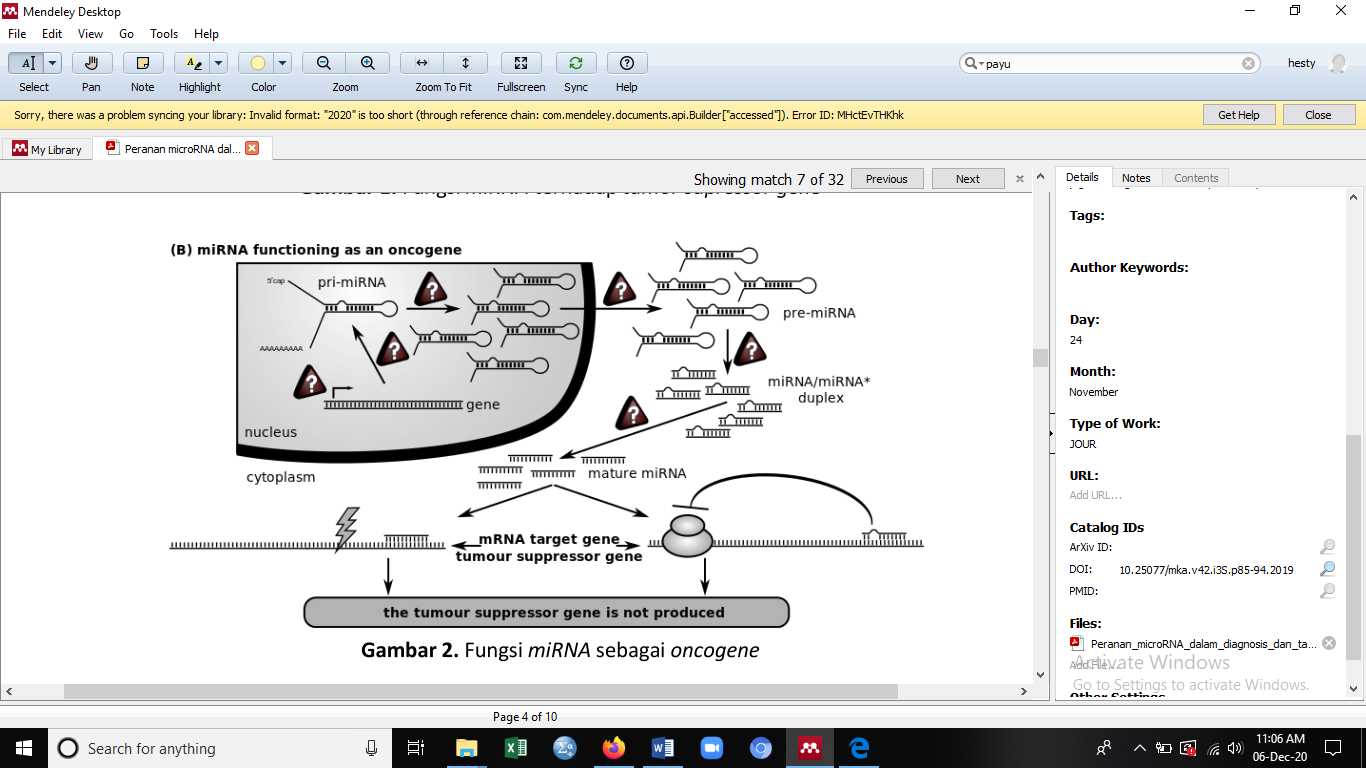 Mendeley Desktop
File Edit View Go Tools Help
payu
hesty
Select Pan Note Highlight Color Zoom Zoom To Fit Fullscreen Sync Help
Sorry, there was a problem syncing your library: Invalid format: "2020" is too short (through reference chain: com.mendeley.documents.api.Builder["accessed"]). Error ID: MHctEvTHKhk
Get Help Close
My Library
Peranan microRNA dal...
Showing match 7 of 32 Previous Next
(B) miRNA functioning as an oncogene
5'cap
pri-miRNA
AAAAAAAAA
gene
nucleus
cytoplasm
pre-miRNA
miRNA/miRNA*
duplex
mature miRNA
mRNA target gene
tumour suppressor gene
the tumour suppressor gene is not produced
Gambar 2. Fungsi miRNA sebagai oncogene
Details Notes Contents
Tags:
Author Keywords:
Day:
24
Month:
November
Type of Work:
JOUR
URL:
Add URL...
Catalog IDs
ArXiv ID:
DOI: 10.25077/mka.v42.i3S.p85-94.2019
PMID:
Files:
Peranan_microRNA_dalam_diagnosis_dan_ta...
Add File...
Activate Windows
Go to Settings to activate Windows.
Other Settings
Page 4 of 10
Search for anything
11:06 AM
06-Dec-20